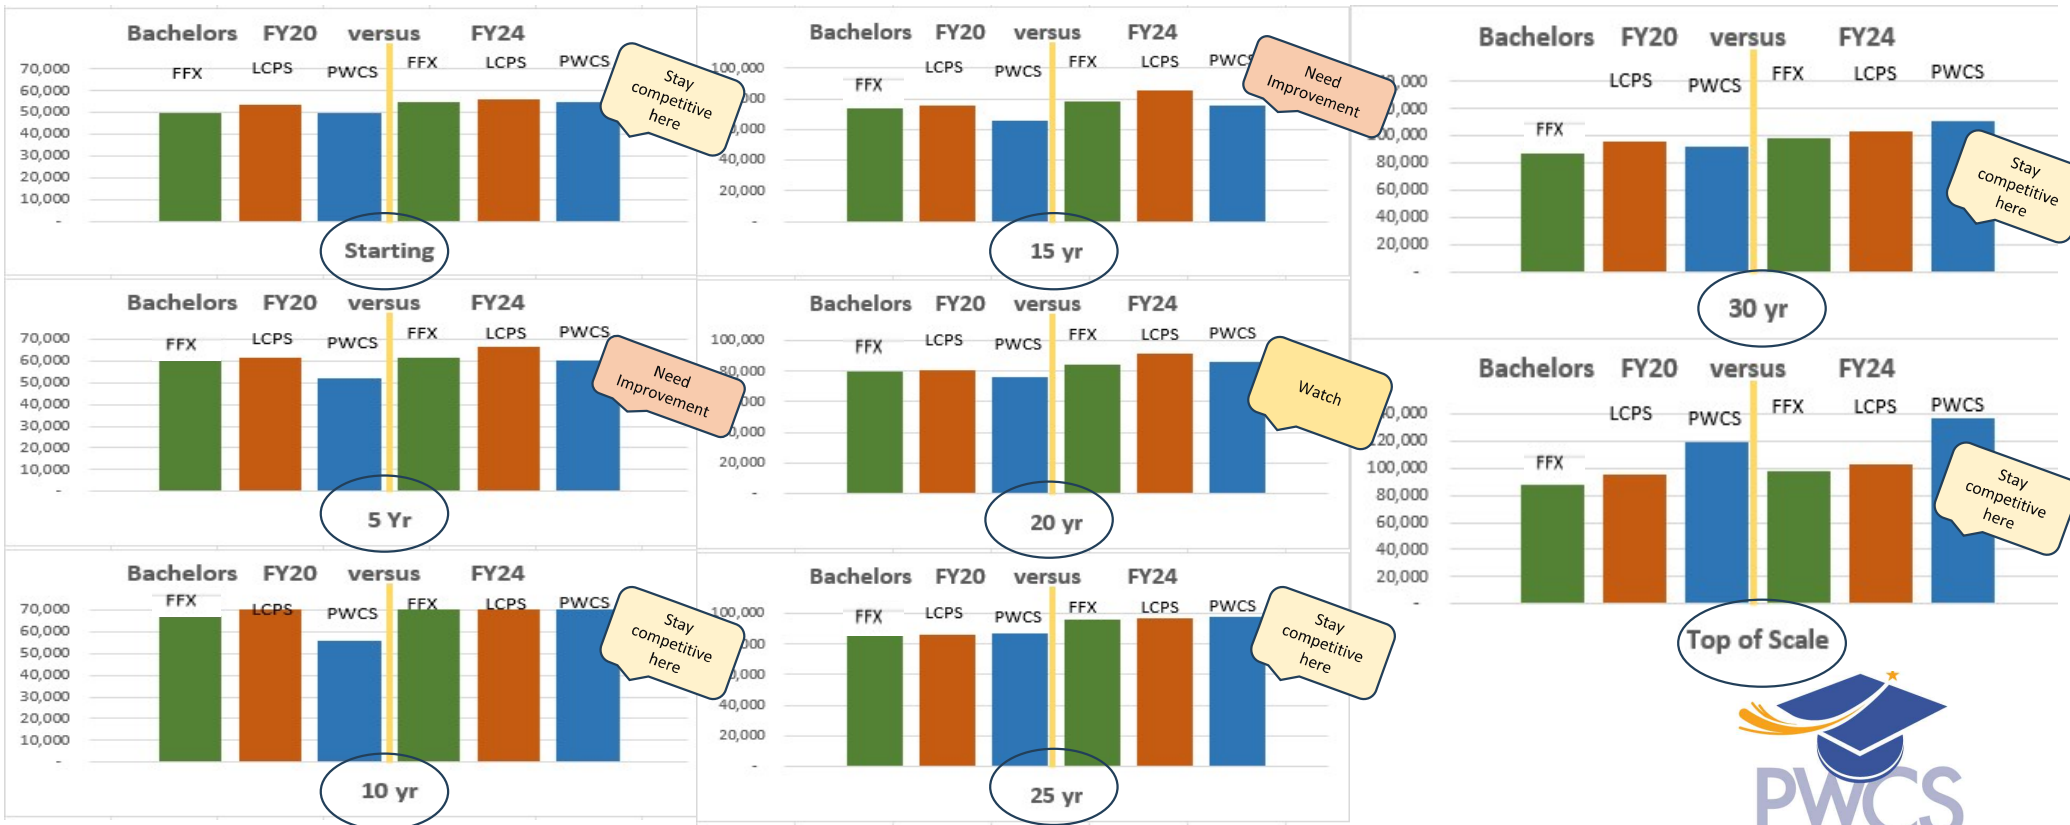 Bachelors FY20 versus FY24
FFX LCPS PWCS FFX LCPS PWCS
70,000
60,000
50,000
40,000
30,000
20,000
10,000
-
Stay
competitive
here
Starting
Bachelors FY20 versus FY24
FFX LCPS PWCS FFX LCPS PWCS
70,000
60,000
50,000
40,000
30,000
20,000
10,000
-
Need
Improvement
5 Yr
Bachelors FY20 versus FY24
FFX LCPS PWCS FFX LCPS PWCS
70,000
60,000
50,000
40,000
30,000
20,000
10,000
-
Stay
competitive
here
10 yr
Bachelors FY20 versus FY24
FFX LCPS PWCS FFX LCPS PWCS
100,000
40,000
20,000
-
Need
Improvement
15 yr
Bachelors FY20 versus FY24
FFX LCPS PWCS FFX LCPS PWCS
100,000
80,000
20,000
-
Watch
20 yr
Bachelors FY20 versus FY24
FFX LCPS PWCS FFX LCPS PWCS
100,000
40,000
20,000
-
Stay
competitive
here
25 yr
Bachelors FY20 versus FY24
FFX LCPS PWCS FFX LCPS PWCS
80,000
60,000
40,000
20,000
-
Stay
competitive
here
30 yr
Bachelors FY20 versus FY24
FFX LCPS PWCS FFX LCPS PWCS
120,000
100,000
80,000
60,000
40,000
20,000
-
Stay
competitive
here
Top of Scale
PWCS